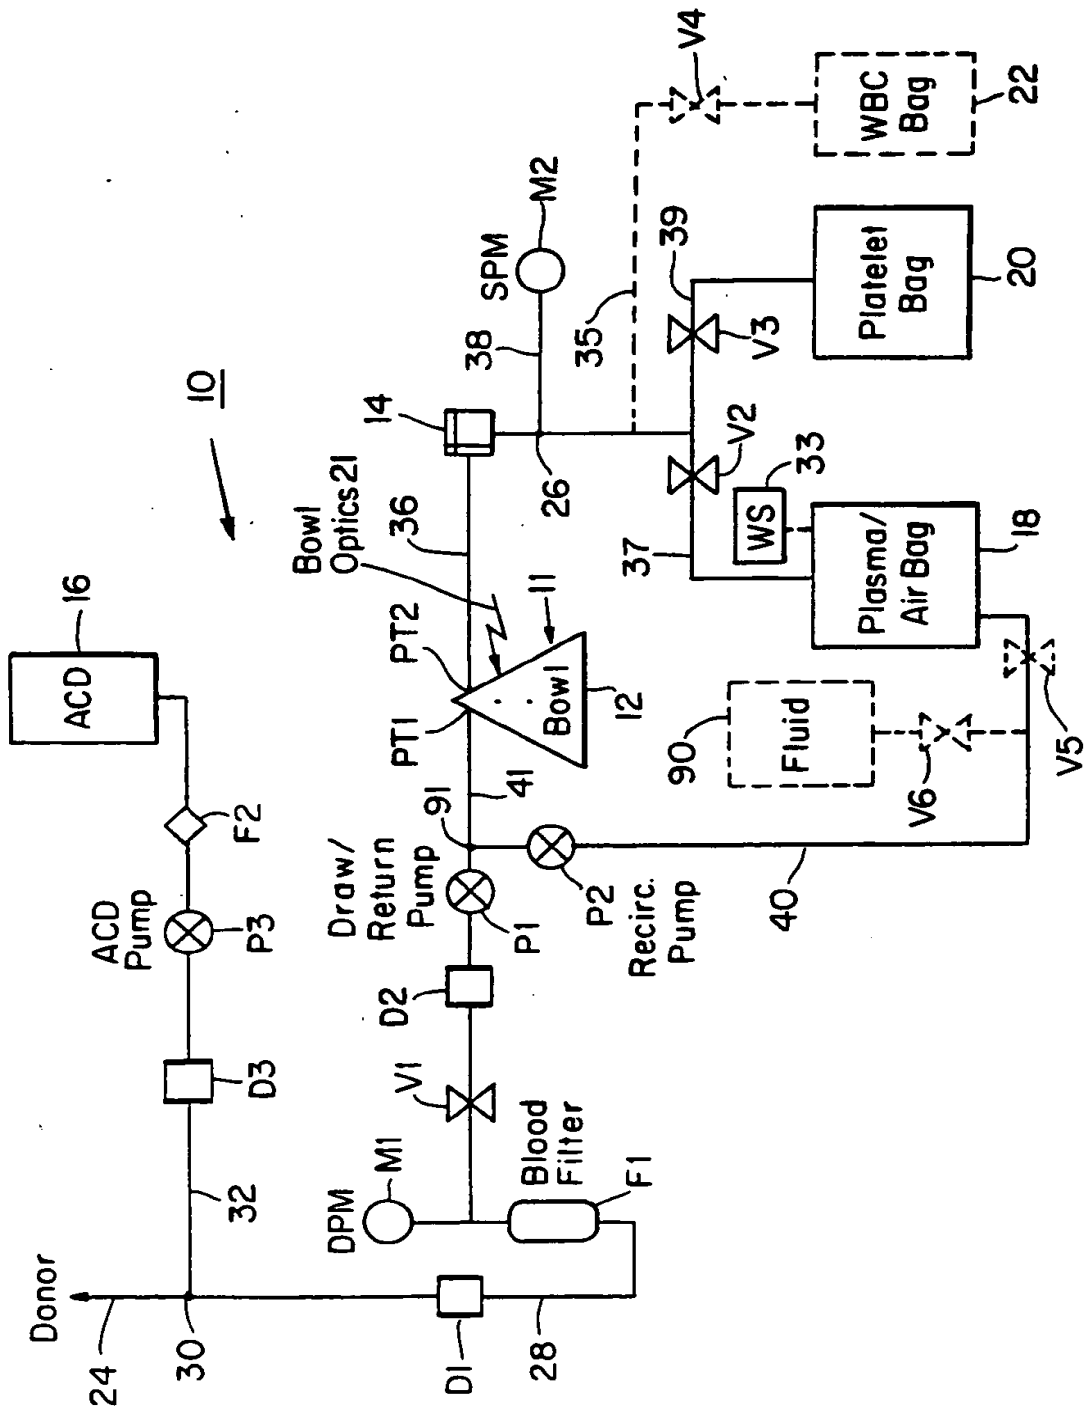 Donor
24
30
32
D3
ACD
Pump
P3
F2
ACD
16
10
D1
28
DPM
M1
Blood
Filter
F1
V1
D2
Draw/
Return
Pump
P1
P2
Recirc.
Pump
91
41
40
PT1
PT2
Bowl
Optics 21
11
Bowl
12
36
14
26
38
SPM
M2
35
V4
WBC
Bag
22
39
V3
Platelet
Bag
20
V2
37
WS
33
Plasma/
Air Bag
18
Fluid
90
V6
V5